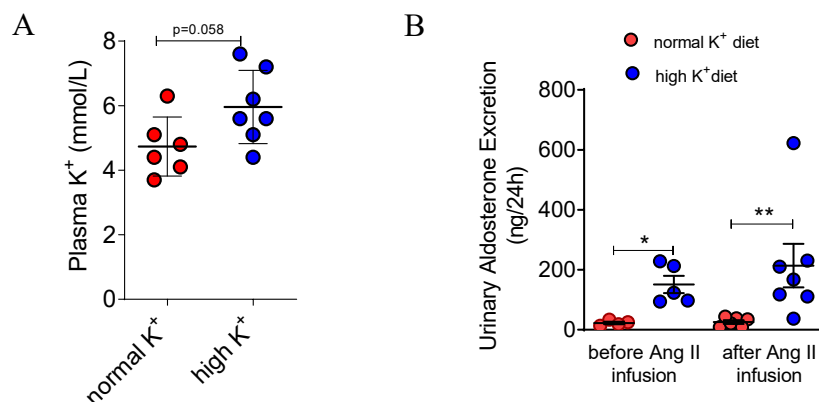 A
p=0.058
Plasma K⁺ (mmol/L)
8
6
4
2
0
normal K⁺
high K⁺
B
normal K⁺ diet
high K⁺diet
Urinary Aldosterone Excretion
(ng/24h)
800
600
400
200
0
*
**
before Ang II
infusion
after Ang II
infusion